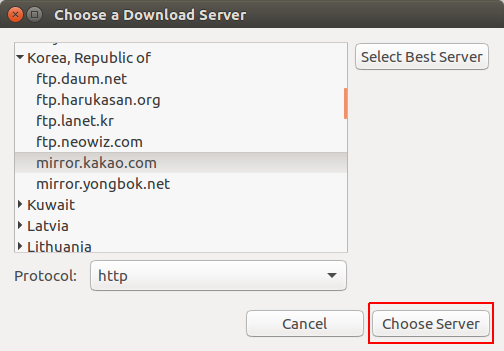 Choose a Download Server
Korea, Republic of
Select Best Server
ftp.daum.net
ftp.harukasan.org
ftp.lanet.kr
ftp.neowiz.com
mirror.kakao.com
mirror.yongbok.net
Kuwait
Latvia
Lithuania
Protocol: http
Cancel Choose Server